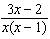 3x − 2
x(x − 1)